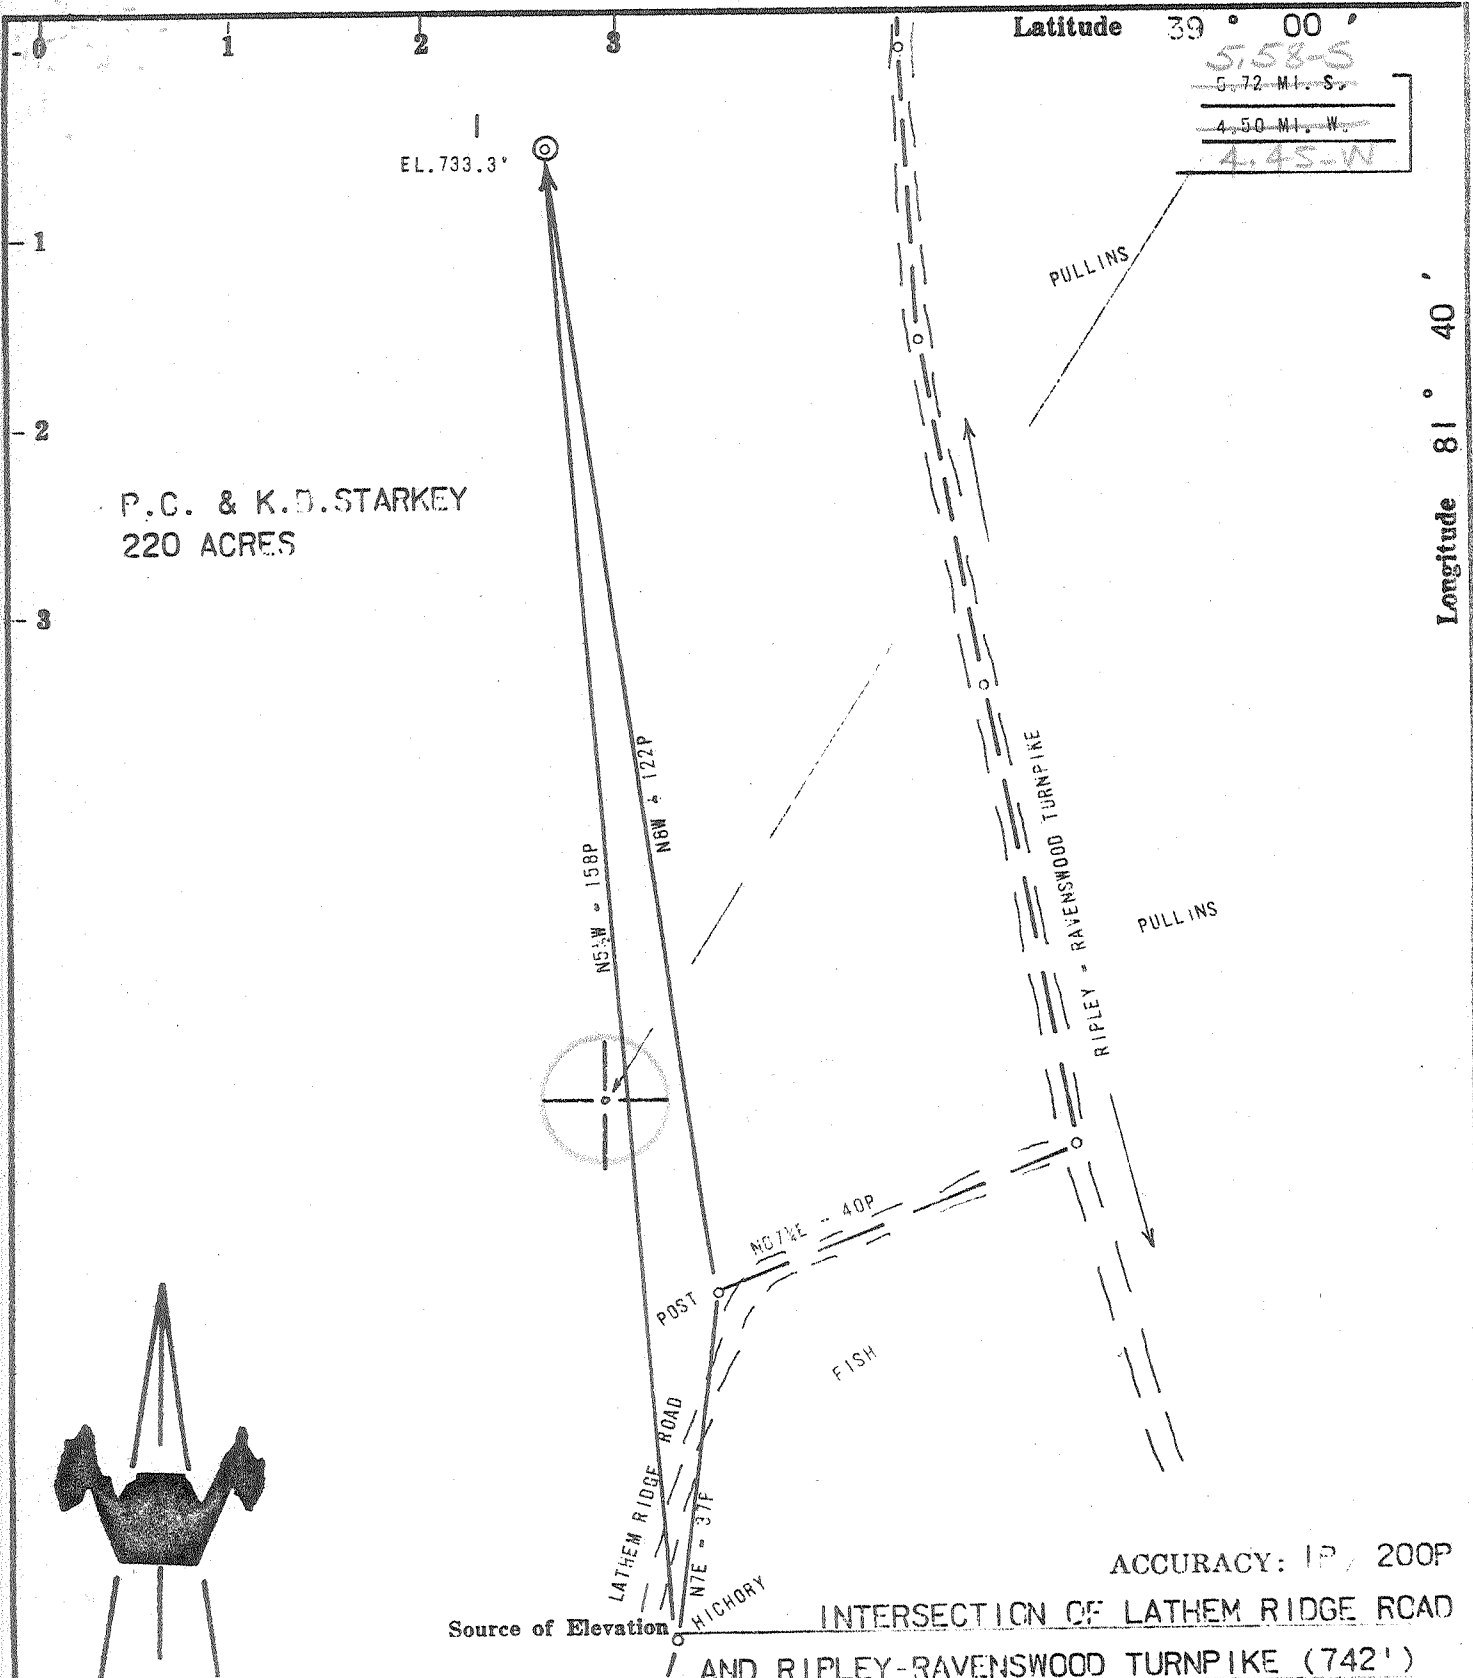 0 1 2 3
Latitude 39 ° 00 '
5.58-S
5.72 MI. S.
4.50 MI. W.
4.45-W
EL.733.3'
1
PULLINS
Longitude 81 ° 40 '
2
P.C. & K.D.STARKEY
220 ACRES
3
N8W - 122P
N5½W - 158P
RIPLEY - RAVENSWOOD TURNPIKE
PULLINS
N67½E - 40P
POST
FISH
LATHEM RIDGE ROAD
N7E - 37P
HICHORY
ACCURACY: 1P / 200P
Source of Elevation INTERSECTION OF LATHEM RIDGE ROAD
AND RIPLEY-RAVENSWOOD TURNPIKE (742')